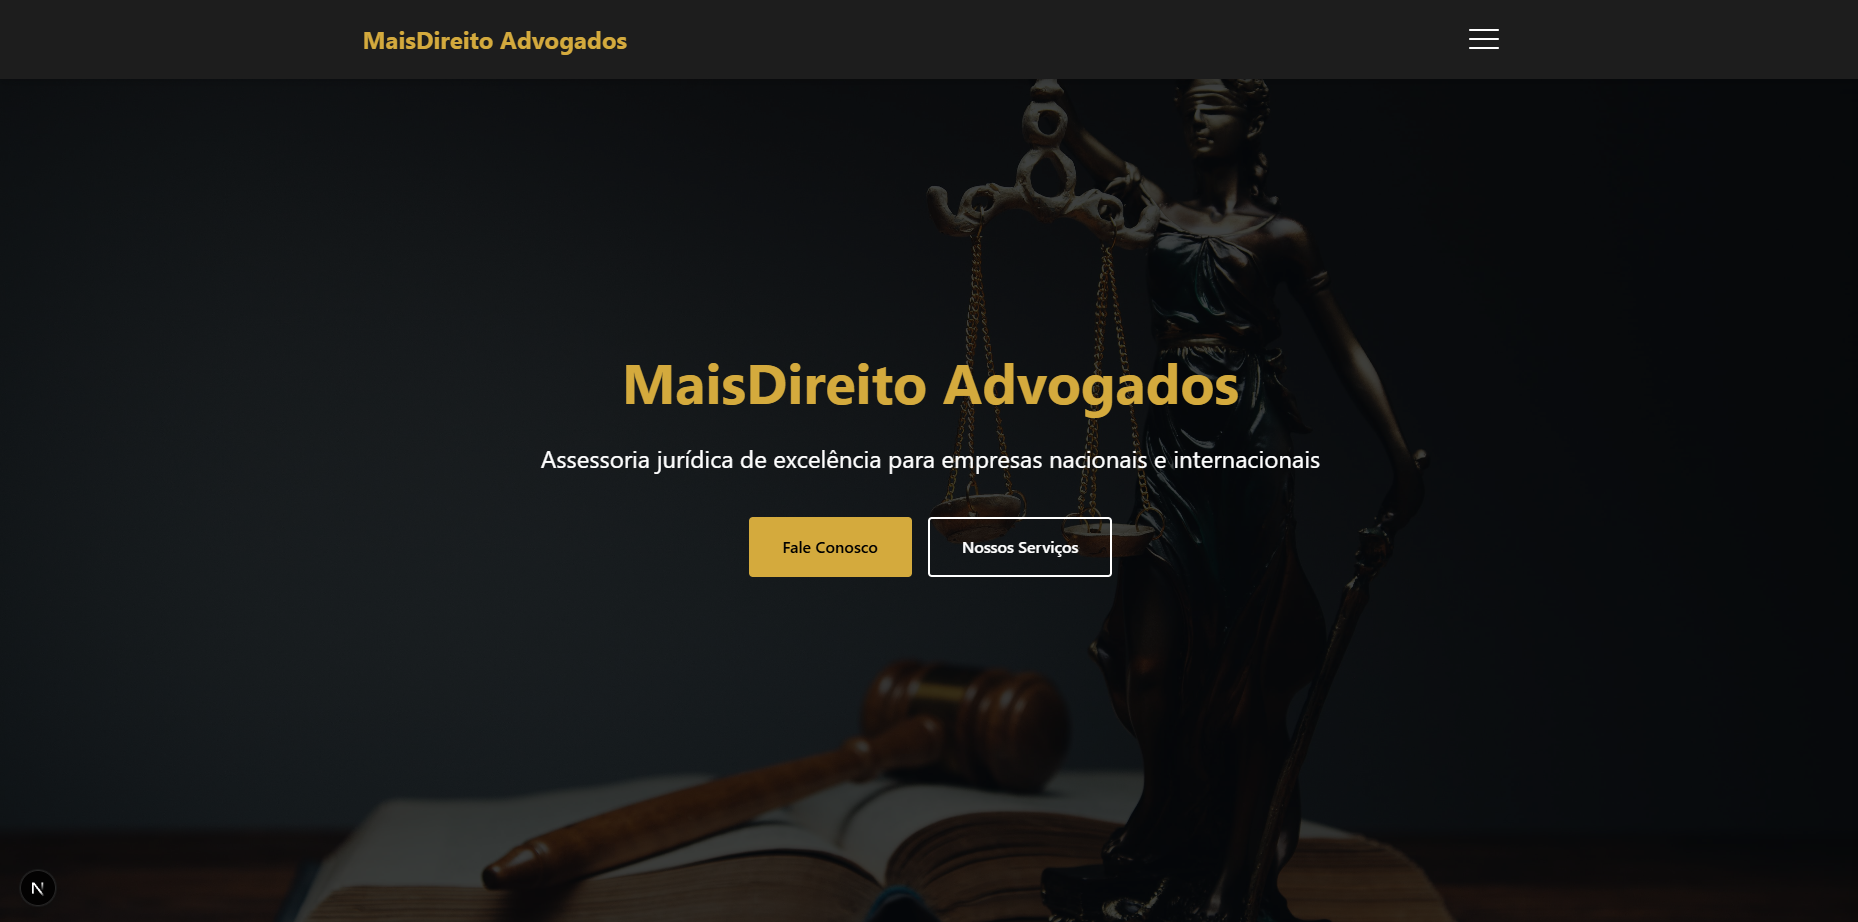 MaisDireito Advogados
MaisDireito Advogados
Assessoria jurídica de excelência para empresas nacionais e internacionais
Fale Conosco
Nossos Serviços
N